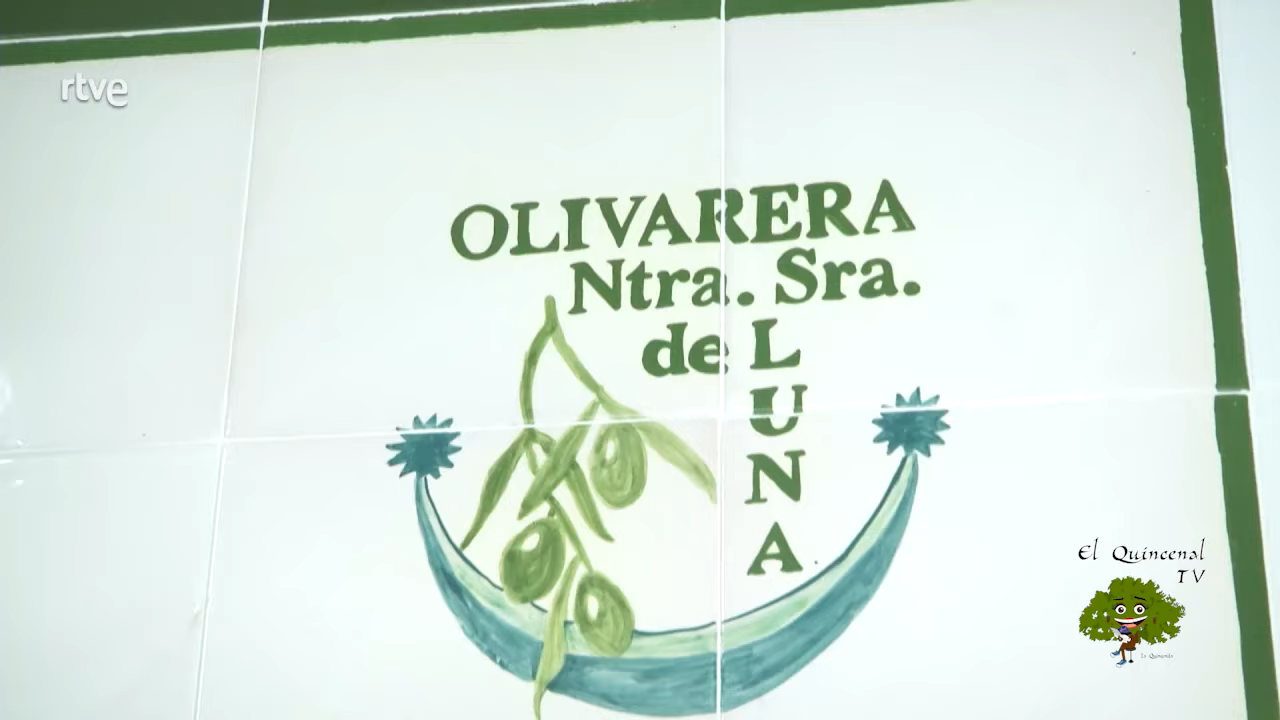 rtve
OLIVARERA
Ntra. Sra.
de LUNA
El Quincenal
TV